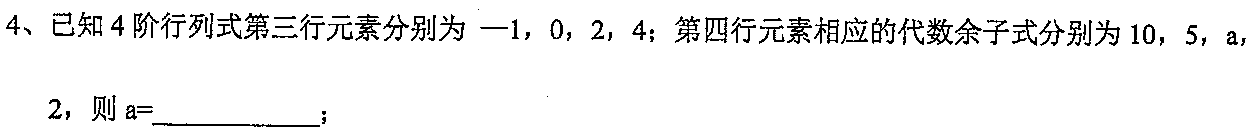 4、已知 4 阶行列式第三行元素分别为 —1，0，2，4；第四行元素相应的代数余子式分别为 10，5，a，
2，则 a=____________；